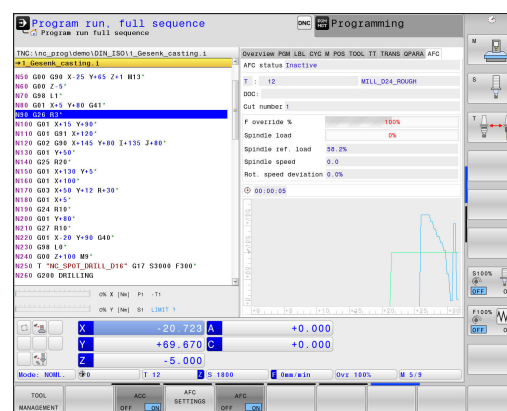 Program run, full sequence
Program run full sequence
DNC
Programming
TNC:\nc_prog\demo\DIN_ISO\1_Gesenk_casting.i
→1_Gesenk_casting.i
N50 G00 G90 X-25 Y+65 Z+1 M13*
N60 G00 Z-5*
N70 G98 L1*
N80 G01 X+5 Y+80 G41*
N90 G26 R3*
N100 G01 X+15 Y+90*
N110 G01 G91 X+120*
N120 G02 G90 X+145 Y+80 I+135 J+80*
N130 G01 Y+50*
N140 G25 R20*
N150 G01 X+130 Y+5*
N160 G01 X+100*
N170 G03 X+50 Y+12 R+30*
N180 G01 X+5*
N190 G24 R10*
N200 G01 Y+80*
N210 G27 R10*
N220 G01 X-20 Y+90 G40*
N230 G98 L0*
N240 G00 Z+100 M9*
N250 T "NC_SPOT_DRILL_D16" G17 S3000 F300*
N260 G200 DRILLING
0% X [Nm] P1 -T1
0% Y [Nm] S1 LIMIT 1
Overview PGM LBL CYC M POS TOOL TT TRANS QPARA AFC
AFC status Inactive
T : 12 MILL_D24_ROUGH
DOC:
Cut number 1
F override % 100%
Spindle load 0%
Spindle ref. load 58.2%
Spindle speed 0.0
Rot. speed deviation 0.0%
00:00:05
X -20.723 A +0.000
Y +69.670 C +0.000
Z -5.000
Mode: NOML. 0 T 12 Z S 1800 F 0mm/min Ovr 100% M 5/9
TOOL
MANAGEMENT
ACC
OFF ON
AFC
SETTINGS
AFC
OFF ON
M
S
T
S100%
OFF
F100%
OFF